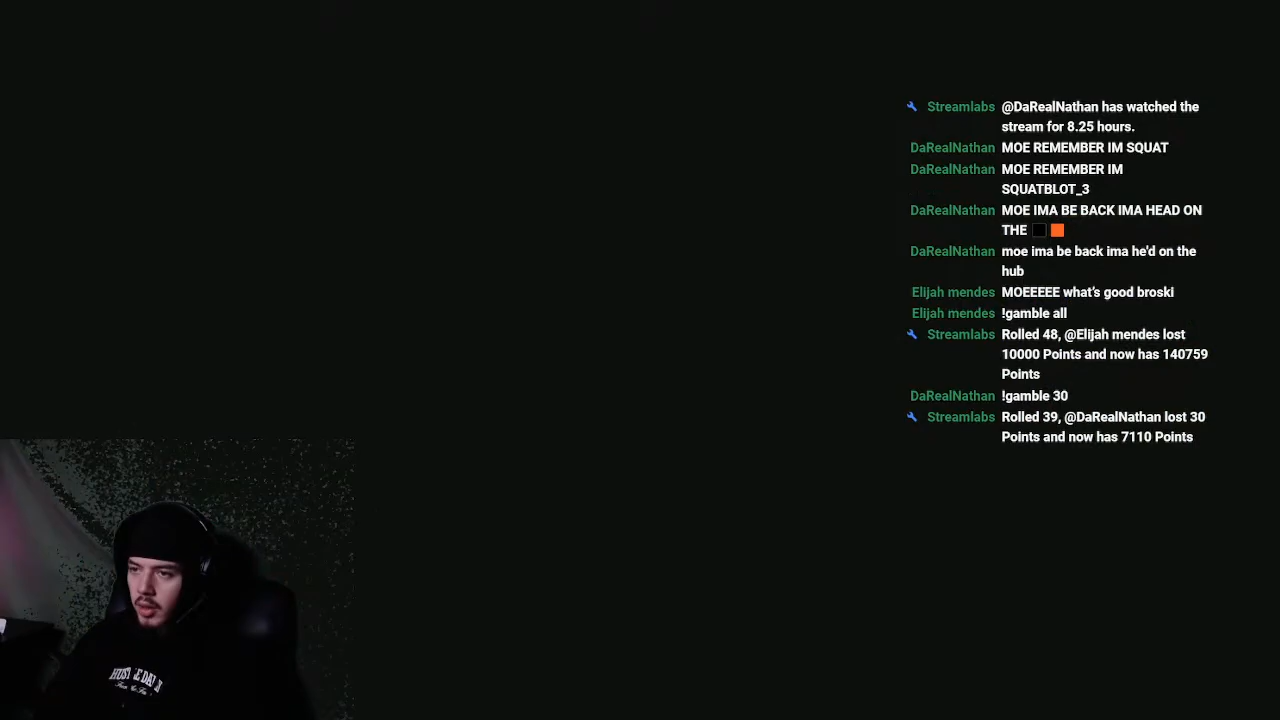 Streamlabs @DaRealNathan has watched the
stream for 8.25 hours.
DaRealNathan MOE REMEMBER IM SQUAT
DaRealNathan MOE REMEMBER IM
SQUATBLOT_3
DaRealNathan MOE IMA BE BACK IMA HEAD ON
THE ⬛🟧
DaRealNathan moe ima be back ima he'd on the
hub
Elijah mendes MOEEEEE what's good broski
Elijah mendes !gamble all
Streamlabs Rolled 48, @Elijah mendes lost
10000 Points and now has 140759
Points
DaRealNathan !gamble 30
Streamlabs Rolled 39, @DaRealNathan lost 30
Points and now has 7110 Points